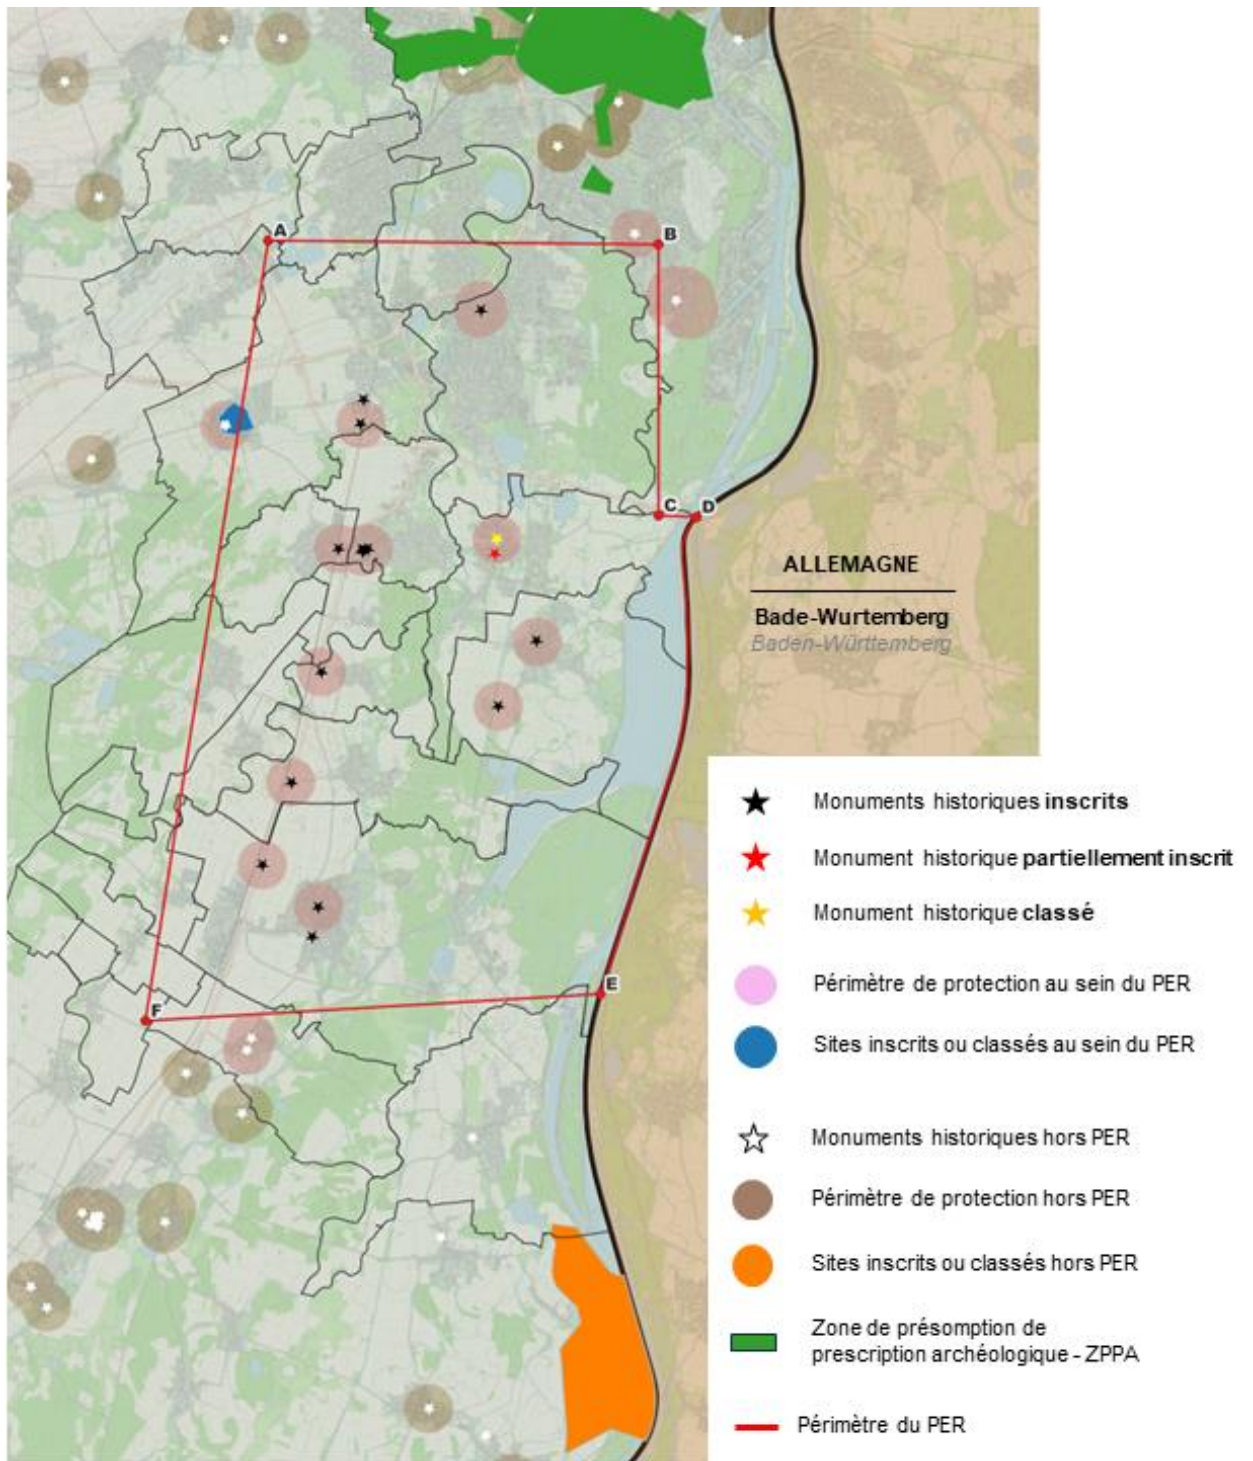 A
B
C
D
ALLEMAGNE
Bade-Wurtemberg
Baden-Württemberg
E
F
Monuments historiques inscrits
Monument historique partiellement inscrit
Monument historique classé
Périmètre de protection au sein du PER
Sites inscrits ou classés au sein du PER
Monuments historiques hors PER
Périmètre de protection hors PER
Sites inscrits ou classés hors PER
Zone de présomption de
prescription archéologique - ZPPA
Périmètre du PER